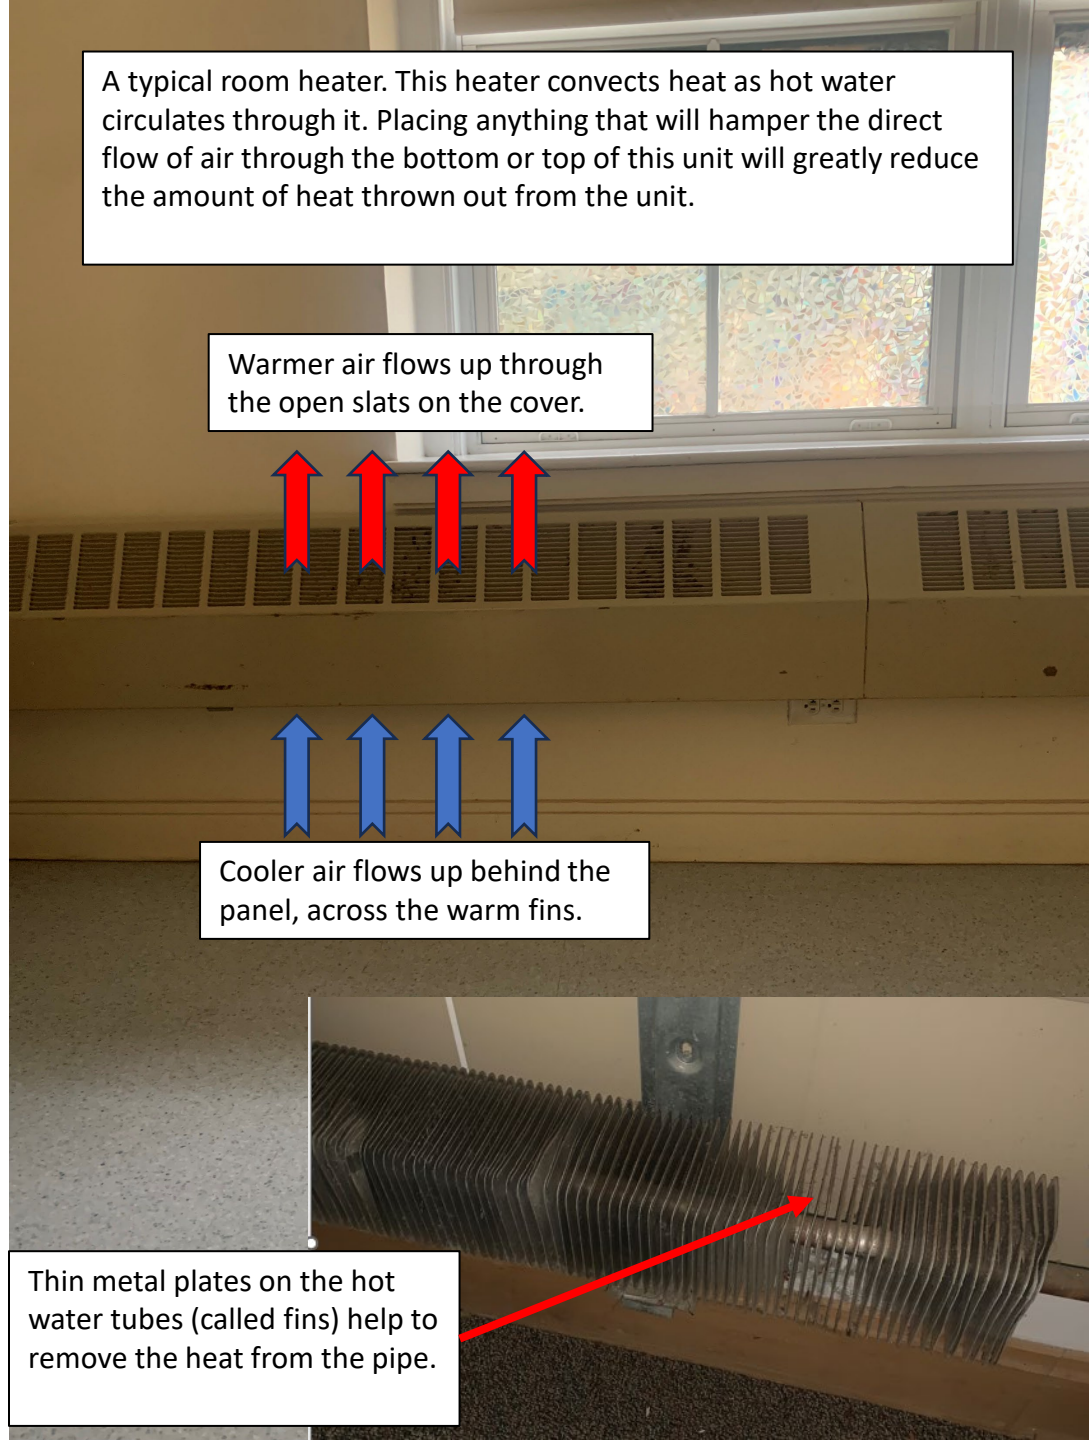 A typical room heater. This heater convects heat as hot water
circulates through it. Placing anything that will hamper the direct
flow of air through the bottom or top of this unit will greatly reduce
the amount of heat thrown out from the unit.
Warmer air flows up through
the open slats on the cover.
Cooler air flows up behind the
panel, across the warm fins.
Thin metal plates on the hot
water tubes (called fins) help to
remove the heat from the pipe.